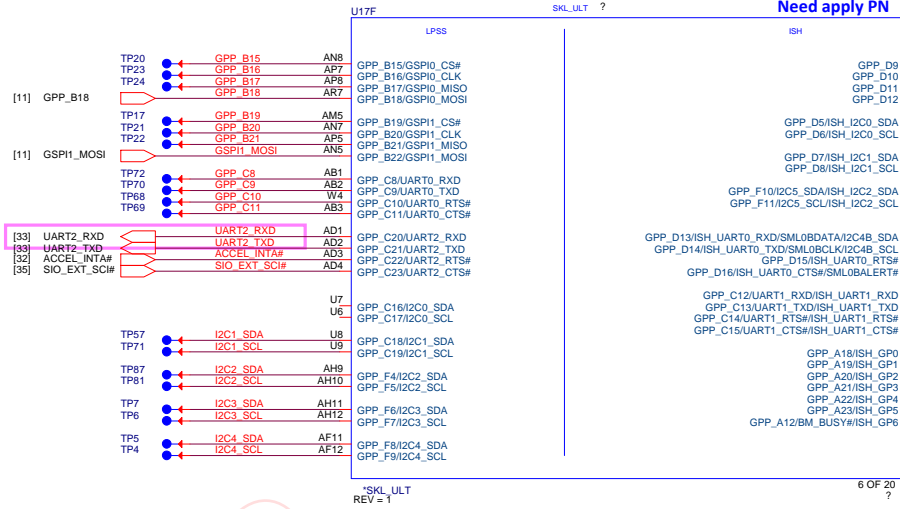 U17F SKL_ULT ? Need apply PN
LPSS ISH
TP20 GPP_B15 AN8 GPP_B15/GSPI0_CS# GPP_D9
TP23 GPP_B16 AP7 GPP_B16/GSPI0_CLK GPP_D10
TP24 GPP_B17 AP8 GPP_B17/GSPI0_MISO GPP_D11
[11] GPP_B18 GPP_B18 AR7 GPP_B18/GSPI0_MOSI GPP_D12
TP17 GPP_B19 AM5 GPP_B19/GSPI1_CS# GPP_D5/ISH_I2C0_SDA
TP21 GPP_B20 AN7 GPP_B20/GSPI1_CLK GPP_D6/ISH_I2C0_SCL
TP22 GPP_B21 AP5 GPP_B21/GSPI1_MISO GPP_D7/ISH_I2C1_SDA
[11] GSPI1_MOSI GSPI1_MOSI AN5 GPP_B22/GSPI1_MOSI GPP_D8/ISH_I2C1_SCL
TP72 GPP_C8 AB1 GPP_C8/UART0_RXD
TP70 GPP_C9 AB2 GPP_C9/UART0_TXD GPP_F10/I2C5_SDA/ISH_I2C2_SDA
TP68 GPP_C10 W4 GPP_C10/UART0_RTS# GPP_F11/I2C5_SCL/ISH_I2C2_SCL
TP69 GPP_C11 AB3 GPP_C11/UART0_CTS#
[33] UART2_RXD UART2_RXD AD1 GPP_C20/UART2_RXD GPP_D13/ISH_UART0_RXD/SML0BDATA/I2C4B_SDA
[33] UART2_TXD UART2_TXD AD2 GPP_C21/UART2_TXD GPP_D14/ISH_UART0_TXD/SML0BCLK/I2C4B_SCL
[32] ACCEL_INTA# ACCEL_INTA# AD3 GPP_C22/UART2_RTS# GPP_D15/ISH_UART0_RTS#
[35] SIO_EXT_SCI# SIO_EXT_SCI# AD4 GPP_C23/UART2_CTS# GPP_D16/ISH_UART0_CTS#/SML0BALERT#
U7 GPP_C16/I2C0_SDA GPP_C12/UART1_RXD/ISH_UART1_RXD
U6 GPP_C17/I2C0_SCL GPP_C13/UART1_TXD/ISH_UART1_TXD
GPP_C14/UART1_RTS#/ISH_UART1_RTS#
TP57 I2C1_SDA U8 GPP_C18/I2C1_SDA GPP_C15/UART1_CTS#/ISH_UART1_CTS#
TP71 I2C1_SCL U9 GPP_C19/I2C1_SCL GPP_A18/ISH_GP0
GPP_A19/ISH_GP1
TP87 I2C2_SDA AH9 GPP_F4/I2C2_SDA GPP_A20/ISH_GP2
TP81 I2C2_SCL AH10 GPP_F5/I2C2_SCL GPP_A21/ISH_GP3
GPP_A22/ISH_GP4
TP7 I2C3_SDA AH11 GPP_F6/I2C3_SDA GPP_A23/ISH_GP5
TP6 I2C3_SCL AH12 GPP_F7/I2C3_SCL GPP_A12/BM_BUSY#/ISH_GP6
TP5 I2C4_SDA AF11 GPP_F8/I2C4_SDA
TP4 I2C4_SCL AF12 GPP_F9/I2C4_SCL
*SKL_ULT 6 OF 20
REV = 1 ?